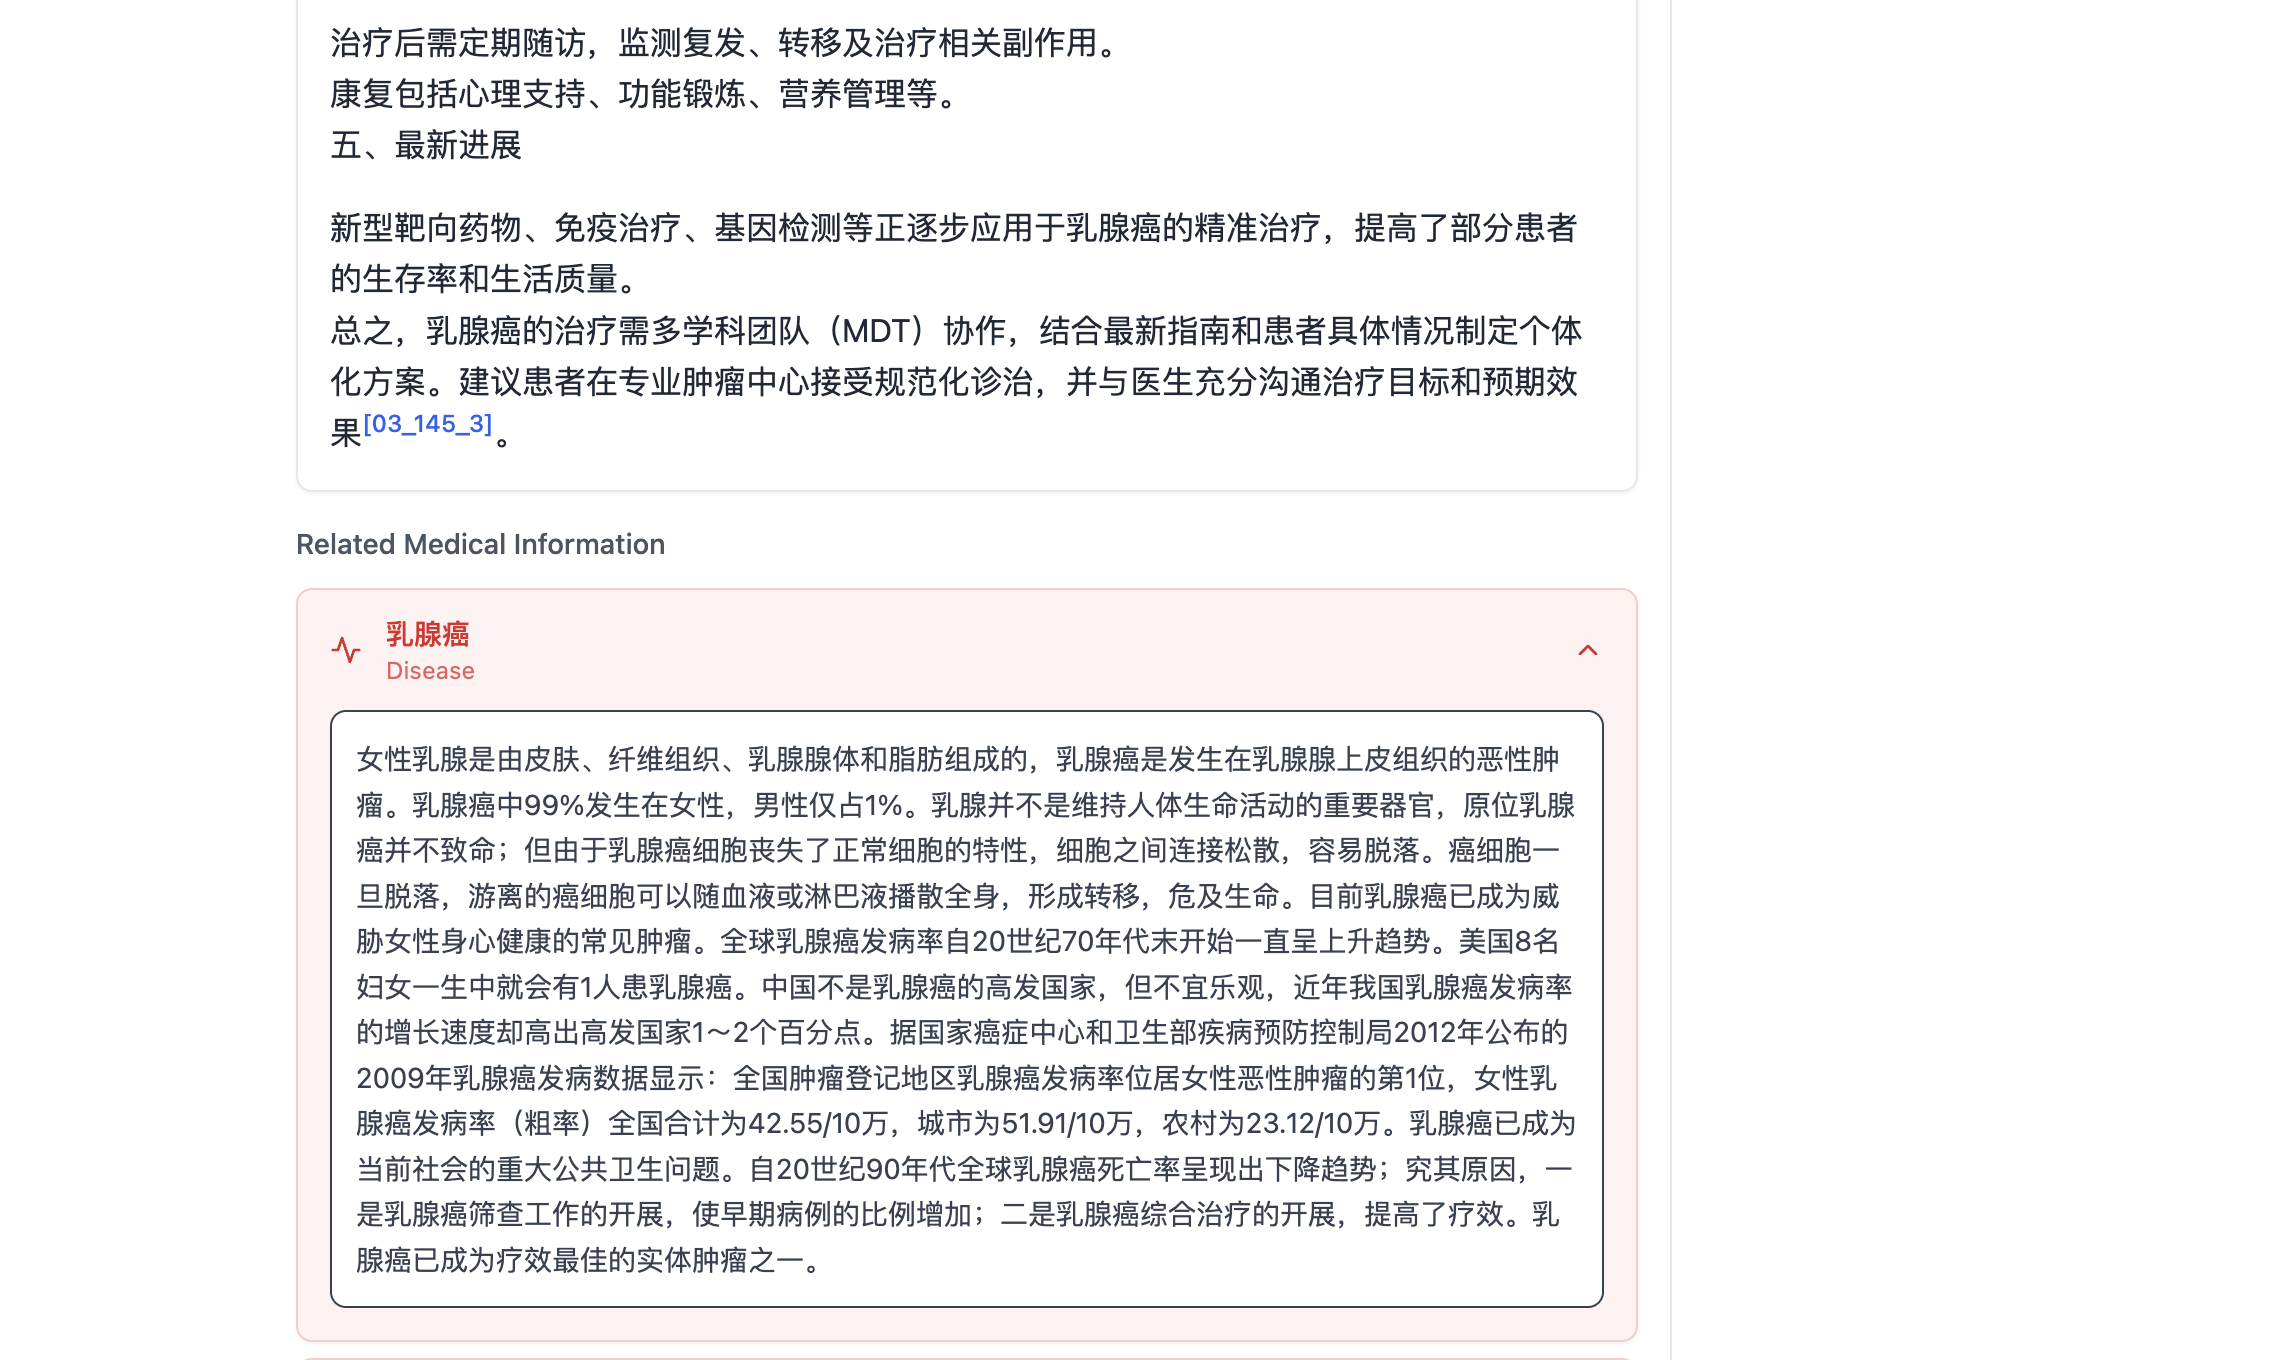 治疗后需定期随访，监测复发、转移及治疗相关副作用。
康复包括心理支持、功能锻炼、营养管理等。
五、最新进展
新型靶向药物、免疫治疗、基因检测等正逐步应用于乳腺癌的精准治疗，提高了部分患者
的生存率和生活质量。
总之，乳腺癌的治疗需多学科团队（MDT）协作，结合最新指南和患者具体情况制定个体
化方案。建议患者在专业肿瘤中心接受规范化诊治，并与医生充分沟通治疗目标和预期效
果[03_145_3]。
Related Medical Information
乳腺癌
Disease
女性乳腺是由皮肤、纤维组织、乳腺腺体和脂肪组成的，乳腺癌是发生在乳腺腺上皮组织的恶性肿
瘤。乳腺癌中99%发生在女性，男性仅占1%。乳腺并不是维持人体生命活动的重要器官，原位乳腺
癌并不致命；但由于乳腺癌细胞丧失了正常细胞的特性，细胞之间连接松散，容易脱落。癌细胞一
旦脱落，游离的癌细胞可以随血液或淋巴液播散全身，形成转移，危及生命。目前乳腺癌已成为威
胁女性身心健康的常见肿瘤。全球乳腺癌发病率自20世纪70年代末开始一直呈上升趋势。美国8名
妇女一生中就会有1人患乳腺癌。中国不是乳腺癌的高发国家，但不宜乐观，近年我国乳腺癌发病率
的增长速度却高出高发国家1～2个百分点。据国家癌症中心和卫生部疾病预防控制局2012年公布的
2009年乳腺癌发病数据显示：全国肿瘤登记地区乳腺癌发病率位居女性恶性肿瘤的第1位，女性乳
腺癌发病率（粗率）全国合计为42.55/10万，城市为51.91/10万，农村为23.12/10万。乳腺癌已成为
当前社会的重大公共卫生问题。自20世纪90年代全球乳腺癌死亡率呈现出下降趋势；究其原因，一
是乳腺癌筛查工作的开展，使早期病例的比例增加；二是乳腺癌综合治疗的开展，提高了疗效。乳
腺癌已成为疗效最佳的实体肿瘤之一。